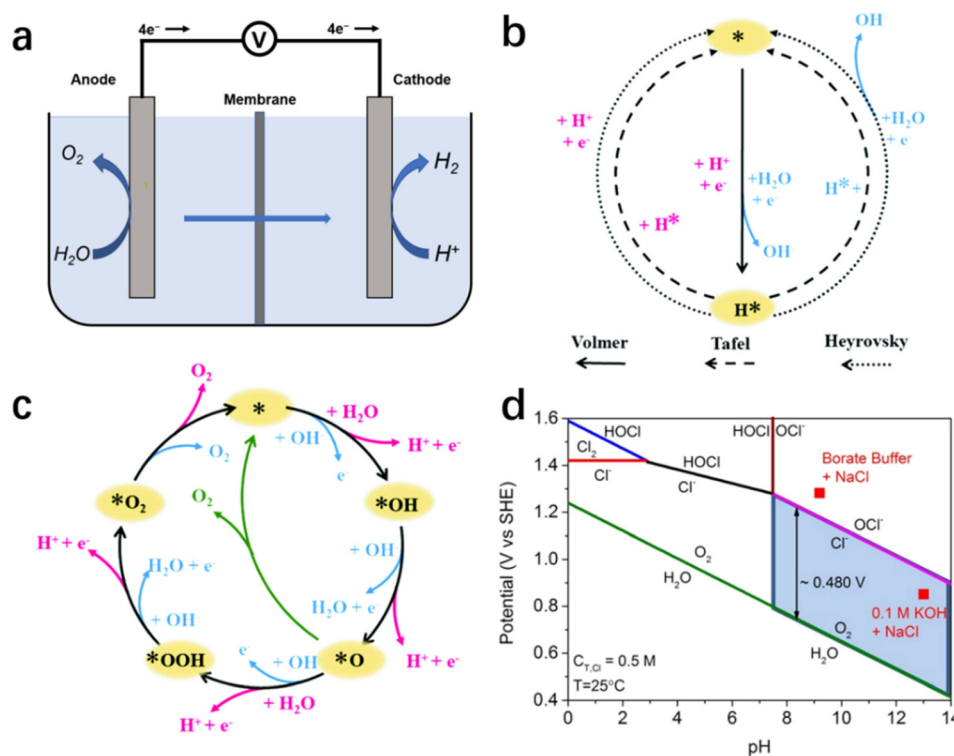 a
4e⁻
V
4e⁻
Anode
Membrane
Cathode
O₂
H₂O
H₂
H⁺
b
*
OH⁻
+ H⁺
+ e⁻
+H₂O
+ e⁻
+ H⁺
+ e⁻
+H₂O
+ e⁻
H* +
+ H*
OH⁻
H*
Volmer
Tafel
Heyrovsky
c
O₂
*
+ H₂O
+ OH⁻
H⁺ + e⁻
O₂
e⁻
*O₂
O₂
*OH
H⁺ + e⁻
H₂O + e⁻
+ OH⁻
+ OH
H₂O + e
*OOH
e⁻
+ OH
*O
H⁺ + e⁻
+ H₂O
H⁺ + e⁻
d
Potential (V vs SHE)
1.6
1.4
1.2
1.0
0.8
0.6
0.4
HOCl
Cl₂
Cl⁻
HOCl
Cl⁻
HOCl
OCl⁻
Borate Buffer
+ NaCl
OCl⁻
Cl⁻
O₂
H₂O
~ 0.480 V
0.1 M KOH
+ NaCl
O₂
H₂O
C_T,Cl = 0.5 M
T=25°C
0 2 4 6 8 10 12 14
pH